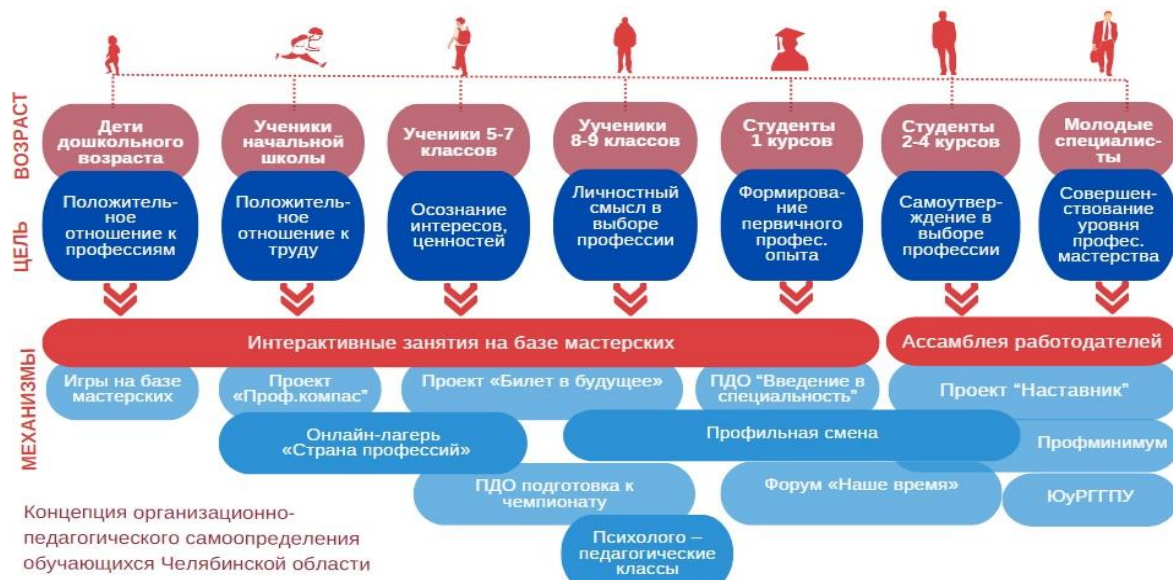 ВОЗРАСТ
Дети
дошкольного
возраста
Ученики
начальной
школы
Ученики 5-7
классов
Уученики
8-9 классов
Студенты
1 курсов
Студенты
2-4 курсов
Молодые
специалис-
ты
ЦЕЛЬ
Положитель-
ное
отношение к
профессиям
Положитель-
ное
отношение к
труду
Осознание
интересов,
ценностей
Личностный
смысл в
выборе
профессии
Формирова-
ние
первичного
профес.
опыта
Самоутвер-
ждение в
выборе
профессии
Совершен-
ствование
уровня
профес.
мастерства
МЕХАНИЗМЫ
Интерактивные занятия на базе мастерских
Ассамблея работодателей
Игры на базе
мастерских
Проект
«Проф.компас”
Проект «Билет в будущее»
ПДО “Введение в
специальность”
Проект “Наставник”
Онлайн-лагерь
«Страна профессий»
Профильная смена
Профминимум
ПДО подготовка к
чемпионату
Форум «Наше время»
ЮуРГГПУ
Психолого –
педагогические
классы
Концепция организационно-
педагогического самоопределения
обучающихся Челябинской области